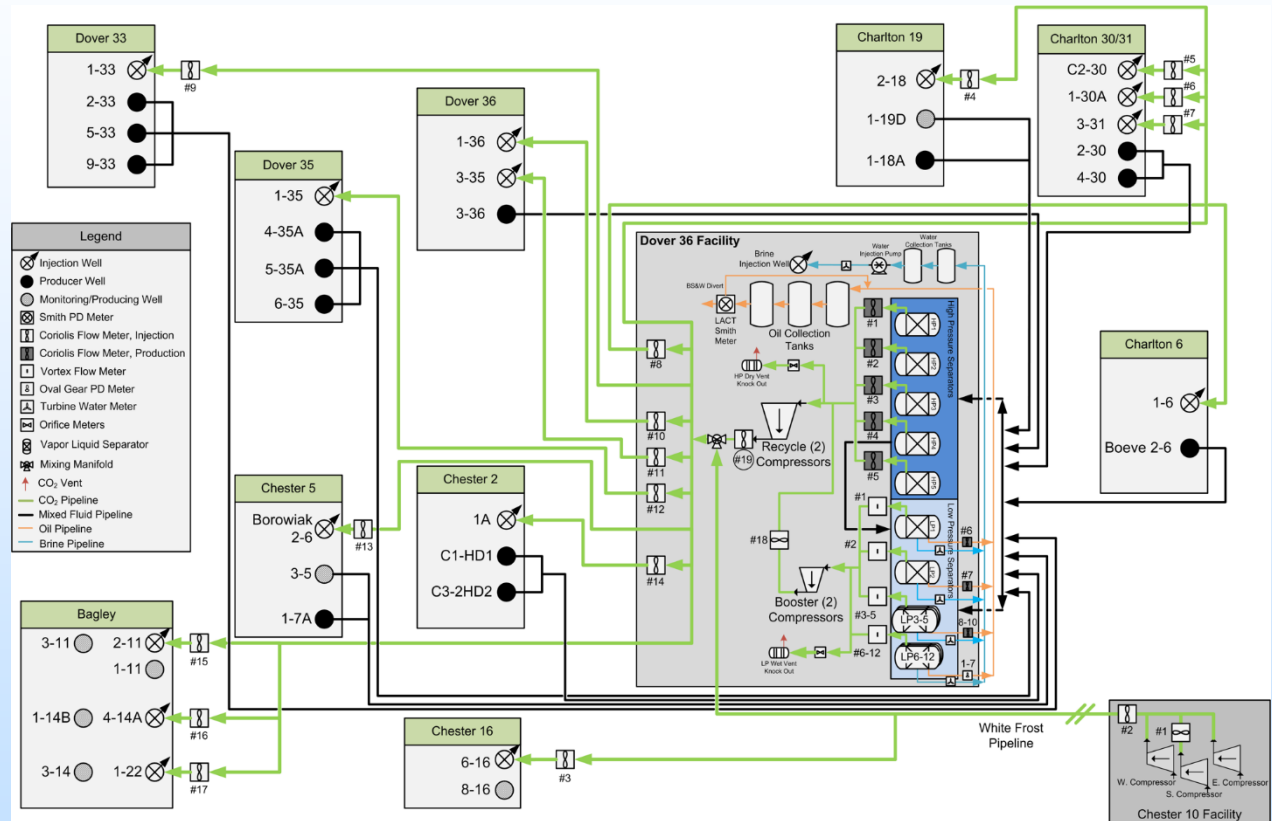 Dover 33
1-33
2-33
5-33
9-33
#9
Dover 35
1-35
4-35A
5-35A
6-35
Dover 36
1-36
3-35
3-36
Charlton 19
2-18
1-19D
1-18A
#4
Charlton 30/31
C2-30
1-30A
3-31
2-30
4-30
#5
#6
#7
Legend
Injection Well
Producer Well
Monitoring/Producing Well
Smith PD Meter
Coriolis Flow Meter, Injection
Coriolis Flow Meter, Production
Vortex Flow Meter
Oval Gear PD Meter
Turbine Water Meter
Orifice Meters
Vapor Liquid Separator
Mixing Manifold
CO₂ Vent
CO₂ Pipeline
Mixed Fluid Pipeline
Oil Pipeline
Brine Pipeline
Dover 36 Facility
Brine
Injection Well
Water
Injection Pump
Water
Collection Tanks
BS&W Divert
LACT
Smith
Meter
Oil Collection
Tanks
HP Dry Vent
Knock Out
Recycle (2)
Compressors
#19
#18
Booster (2)
Compressors
LP Wet Vent
Knock Out
#1
#2
#3
#4
#5
High Pressure Separators
HP1
HP2
HP3
HP4
HP5
#1
#2
#3-5
#6-12
Low Pressure Separators
LP1
LP2
LP3-5
LP6-12
#6
#7
8-10
1-7
#8
#10
#11
#12
#14
Charlton 6
1-6
Boeve 2-6
Chester 5
Borowiak
2-6
3-5
1-7A
#13
Chester 2
1A
C1-HD1
C3-2HD2
Bagley
3-11
2-11
1-11
1-14B
4-14A
3-14
1-22
#15
#16
#17
Chester 16
6-16
8-16
#3
White Frost
Pipeline
#2
#1
W. Compressor
S. Compressor
E. Compressor
Chester 10 Facility